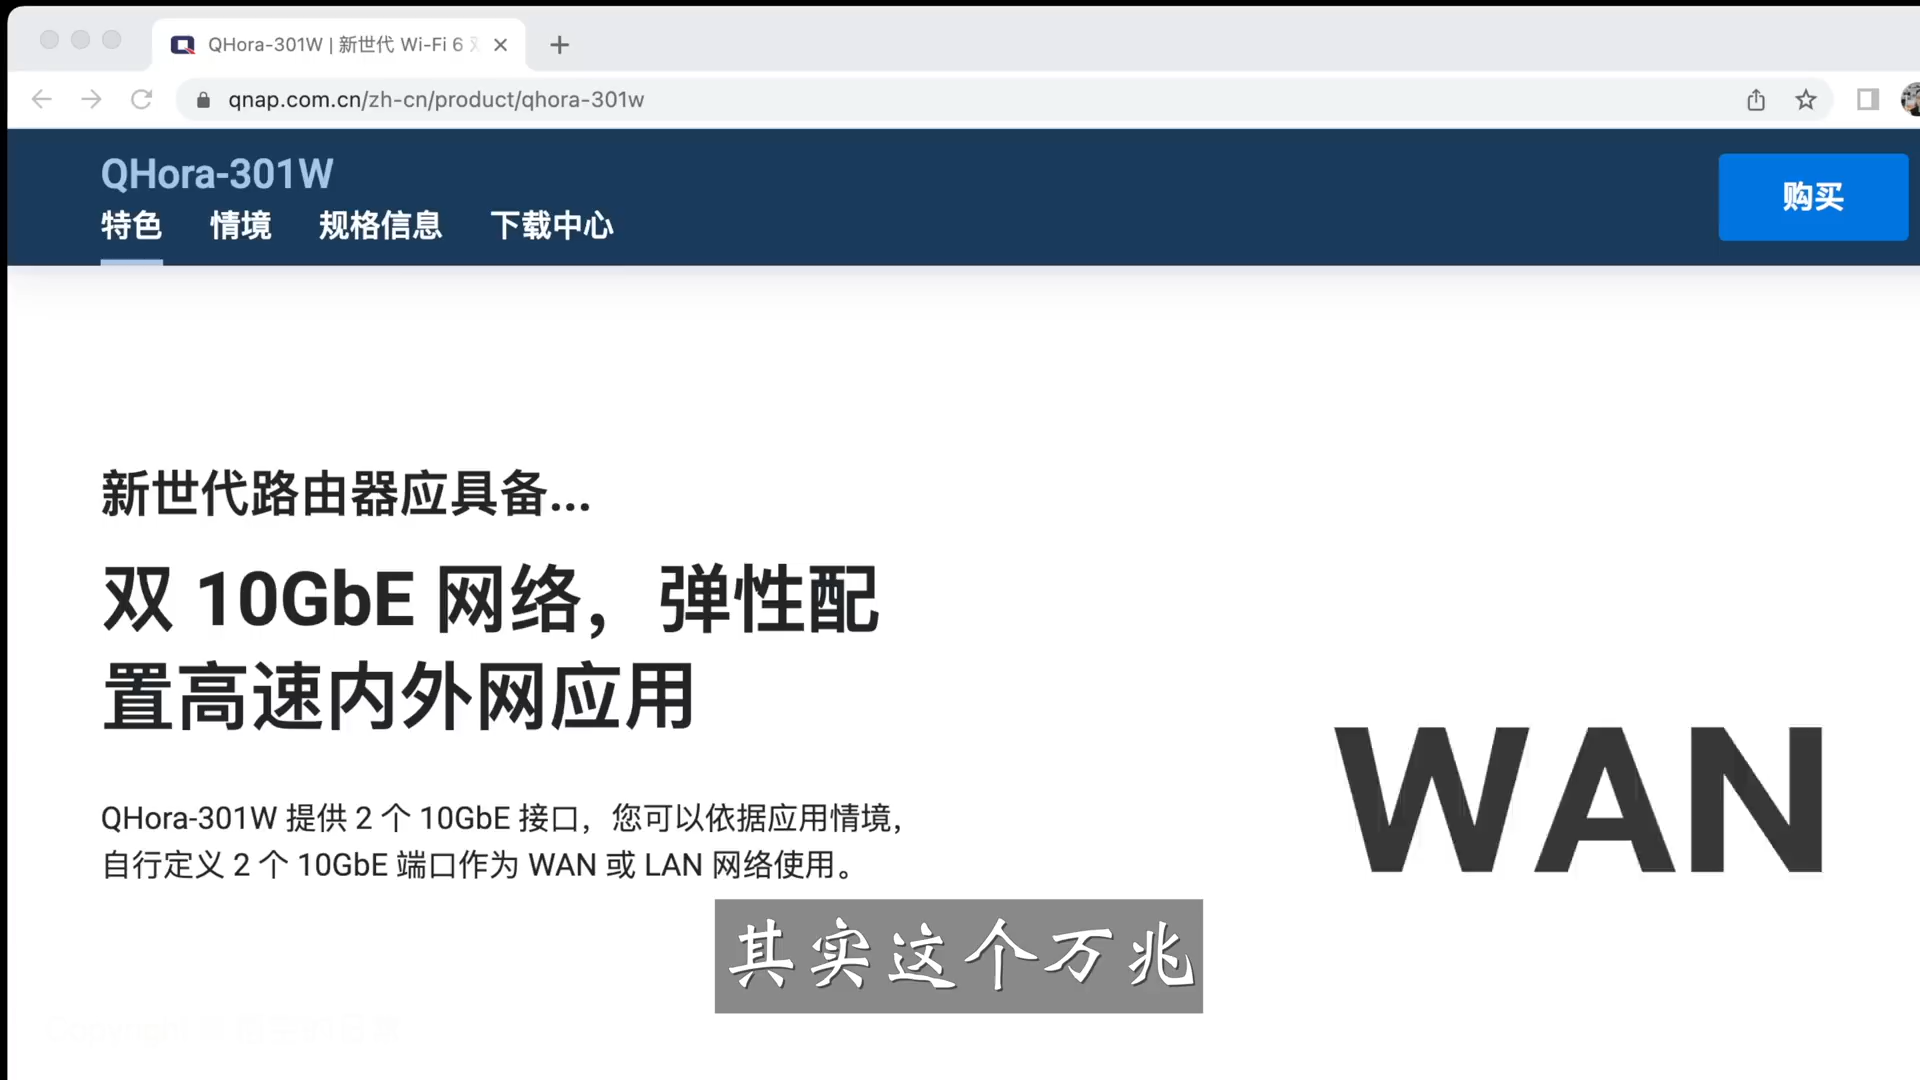 QHora-301W | 新世代 Wi-Fi 6
qnap.com.cn/zh-cn/product/qhora-301w
QHora-301W
特色 情境 规格信息 下载中心
购买
新世代路由器应具备...
双 10GbE 网络，弹性配
置高速内外网应用
WAN
QHora-301W 提供 2 个 10GbE 接口，您可以依据应用情境，
自行定义 2 个 10GbE 端口作为 WAN 或 LAN 网络使用。
其实这个万兆